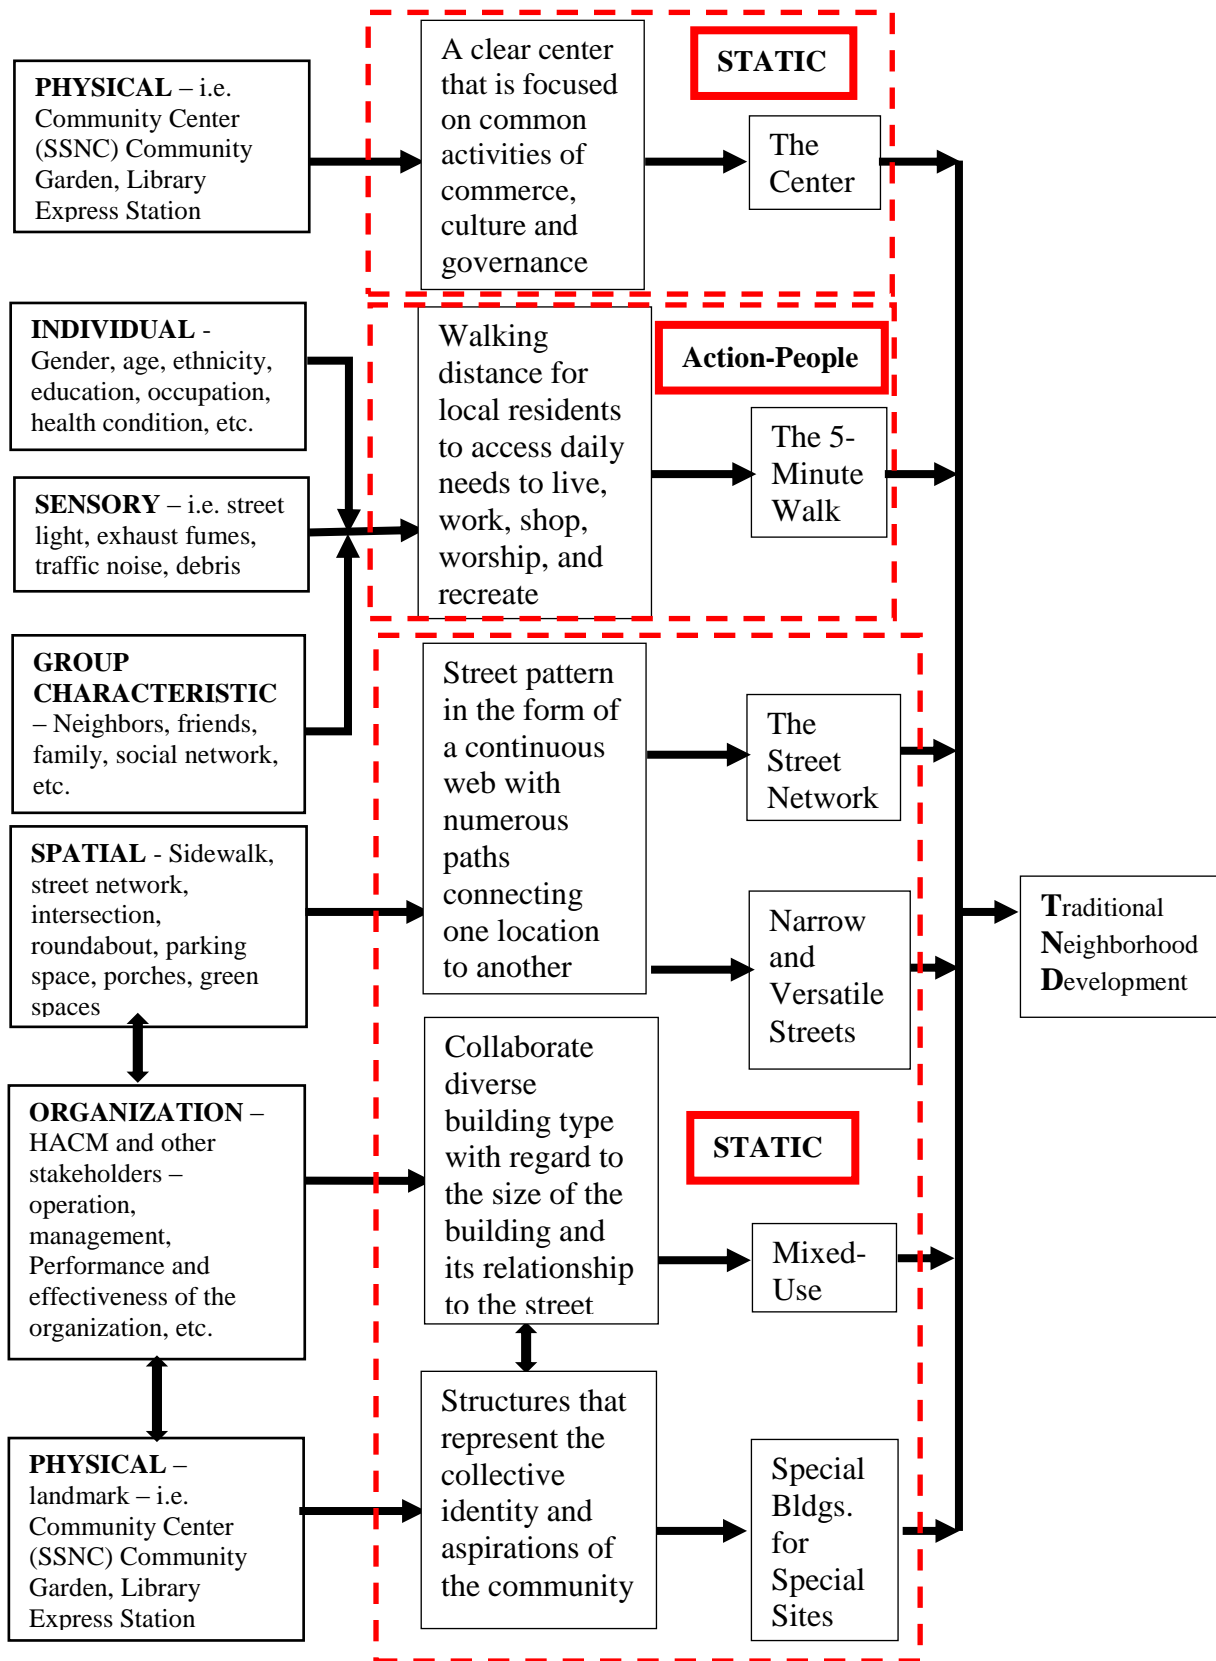 PHYSICAL – i.e.
Community Center
(SSNC) Community
Garden, Library
Express Station
A clear center
that is focused
on common
activities of
commerce,
culture and
governance
STATIC
The
Center
INDIVIDUAL -
Gender, age, ethnicity,
education, occupation,
health condition, etc.
SENSORY – i.e. street
light, exhaust fumes,
traffic noise, debris
GROUP
CHARACTERISTIC
– Neighbors, friends,
family, social network,
etc.
Walking
distance for
local residents
to access daily
needs to live,
work, shop,
worship, and
recreate
Action-People
The 5-
Minute
Walk
SPATIAL - Sidewalk,
street network,
intersection,
roundabout, parking
space, porches, green
spaces
Street pattern
in the form of
a continuous
web with
numerous
paths
connecting
one location
to another
The
Street
Network
Narrow
and
Versatile
Streets
Traditional
Neighborhood
Development
ORGANIZATION –
HACM and other
stakeholders –
operation,
management,
Performance and
effectiveness of the
organization, etc.
Collaborate
diverse
building type
with regard to
the size of the
building and
its relationship
to the street
STATIC
Mixed-
Use
PHYSICAL –
landmark – i.e.
Community Center
(SSNC) Community
Garden, Library
Express Station
Structures that
represent the
collective
identity and
aspirations of
the community
Special
Bldgs.
for
Special
Sites